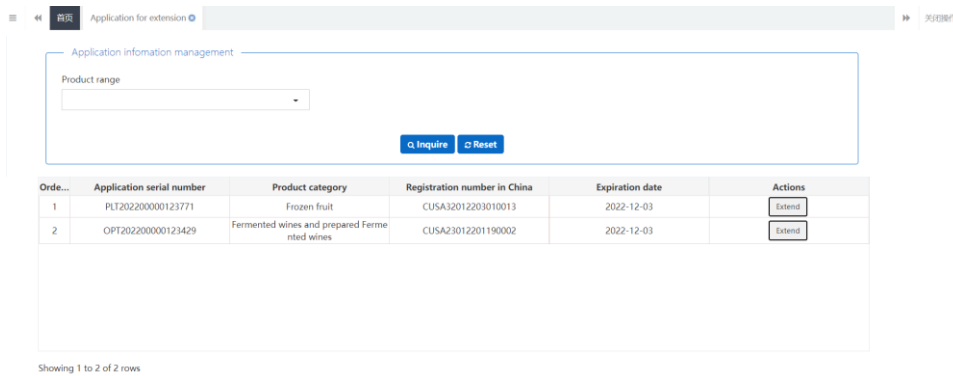 首页 Application for extension 关闭操作
Application infomation management
Product range
Inquire Reset
Orde... Application serial number Product category Registration number in China Expiration date Actions
1 PLT202200000123771 Frozen fruit CUSA32012203010013 2022-12-03 Extend
2 OPT202200000123429 Fermented wines and prepared Ferme
nted wines CUSA23012201190002 2022-12-03 Extend
Showing 1 to 2 of 2 rows